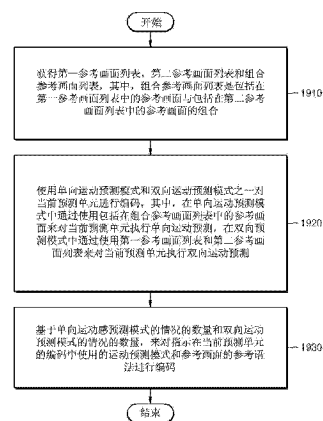 开始
获得第一参考画面列表，第二参考画面列表和组合
参考画面列表，其中，组合参考画面列表是包括在
第一参考画面列表中的参考画面与包括在第二参考
画面列表中的参考画面的组合
1910
使用单向运动预测模式和双向运动预测模式之一对
当前预测单元进行编码，其中，在单向运动预测模
式中通过使用包括在组合参考画面列表中的参考画
面来对当前预测单元执行单向运动预测，在双向预
测模式中通过使用第一参考画面列表和第二参考画
面列表来对当前预测单元执行双向运动预测
1920
基于单向运动感预测模式的情况的数量和双向运动
预测模式的情况的数量，来对指示在当前预测单元
的编码中使用的运动预测模式和参考画面的参考语
法过行编码
1930
结束